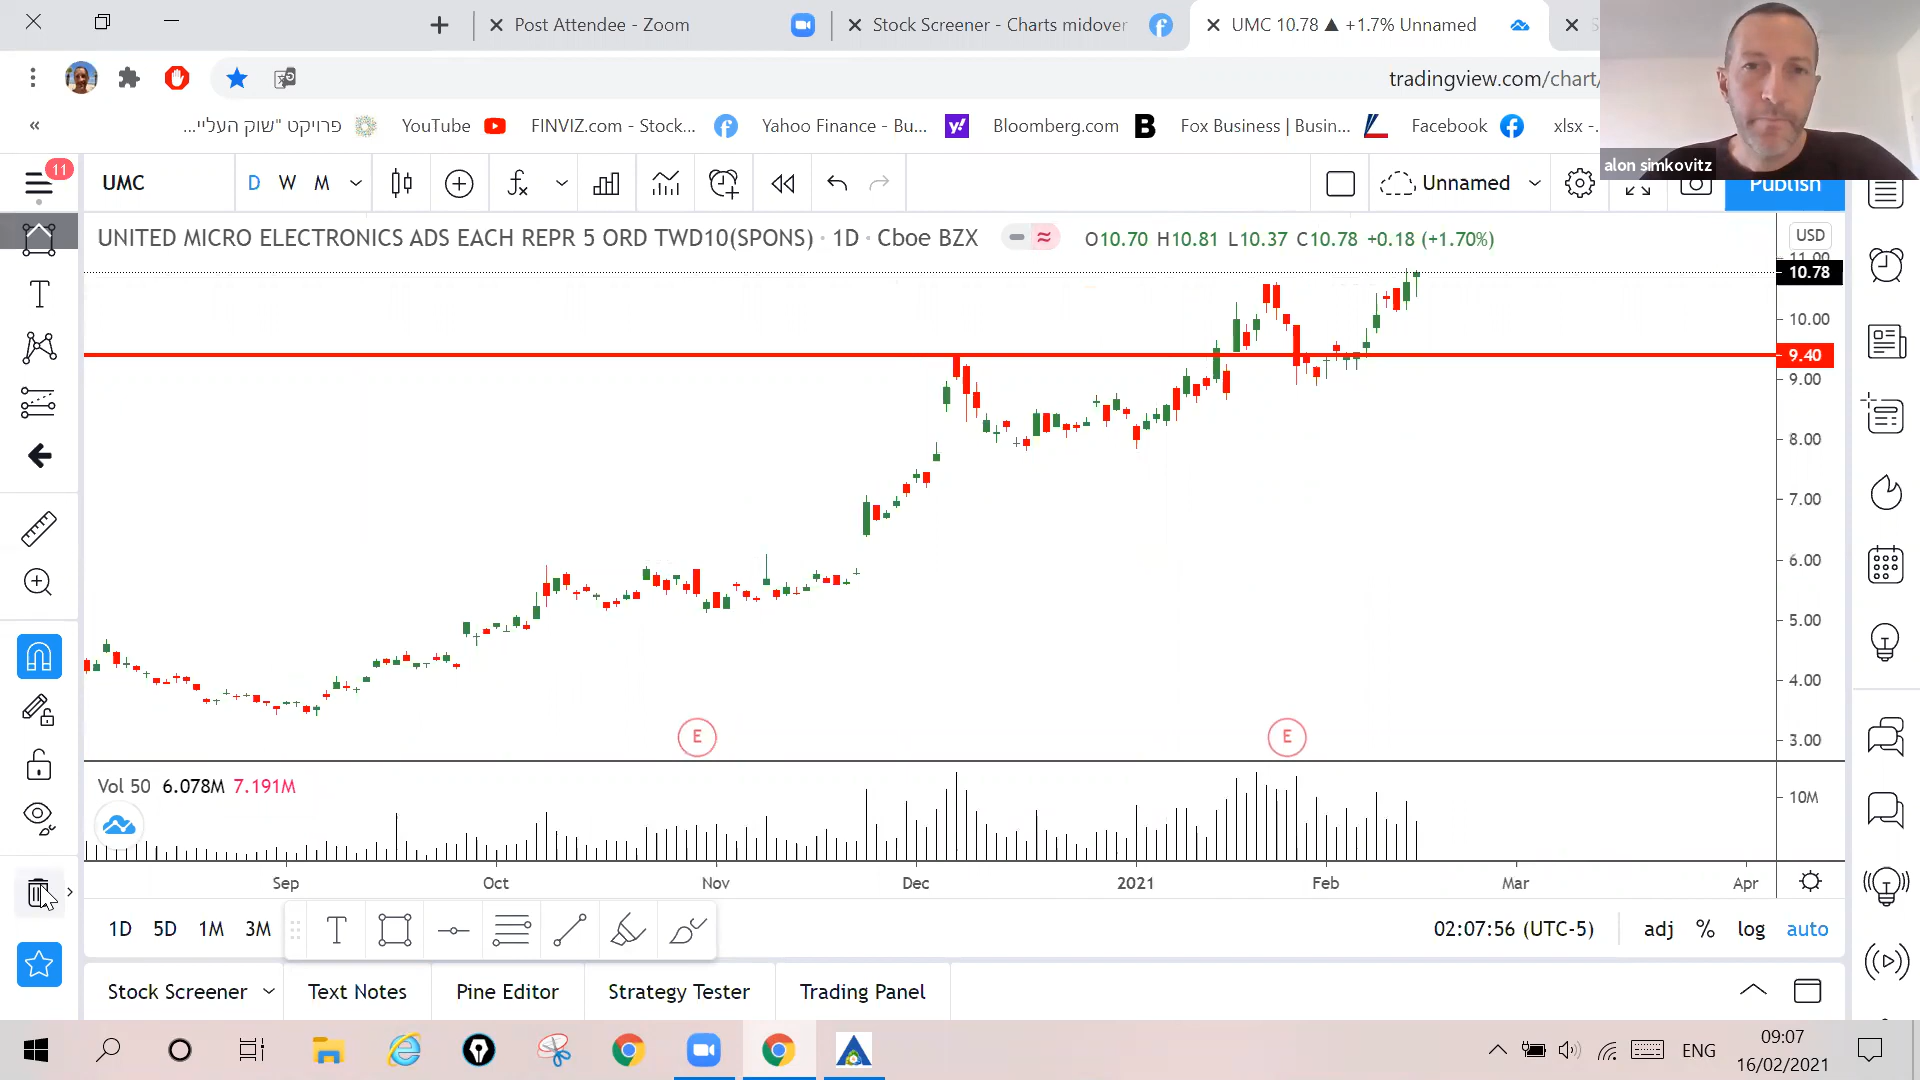 Post Attendee - Zoom
Stock Screener - Charts midover
UMC 10.78 ▲ +1.7% Unnamed
tradingview.com/chart/
« פרויקט "שוק העליי...
YouTube
FINVIZ.com - Stock...
Yahoo Finance - Bu...
Bloomberg.com
Fox Business | Busin...
Facebook
xlsx -...
alon simkovitz
11
UMC
D W M
Unnamed
Publish
UNITED MICRO ELECTRONICS ADS EACH REPR 5 ORD TWD10(SPONS) · 1D · Cboe BZX
O10.70 H10.81 L10.37 C10.78 +0.18 (+1.70%)
USD
11.00
10.78
10.00
9.40
9.00
8.00
7.00
6.00
5.00
4.00
3.00
E E
Vol 50 6.078M 7.191M
10M
Sep Oct Nov Dec 2021 Feb Mar Apr
1D 5D 1M 3M
02:07:56 (UTC-5) adj % log auto
Stock Screener Text Notes Pine Editor Strategy Tester Trading Panel
ENG
09:07
16/02/2021